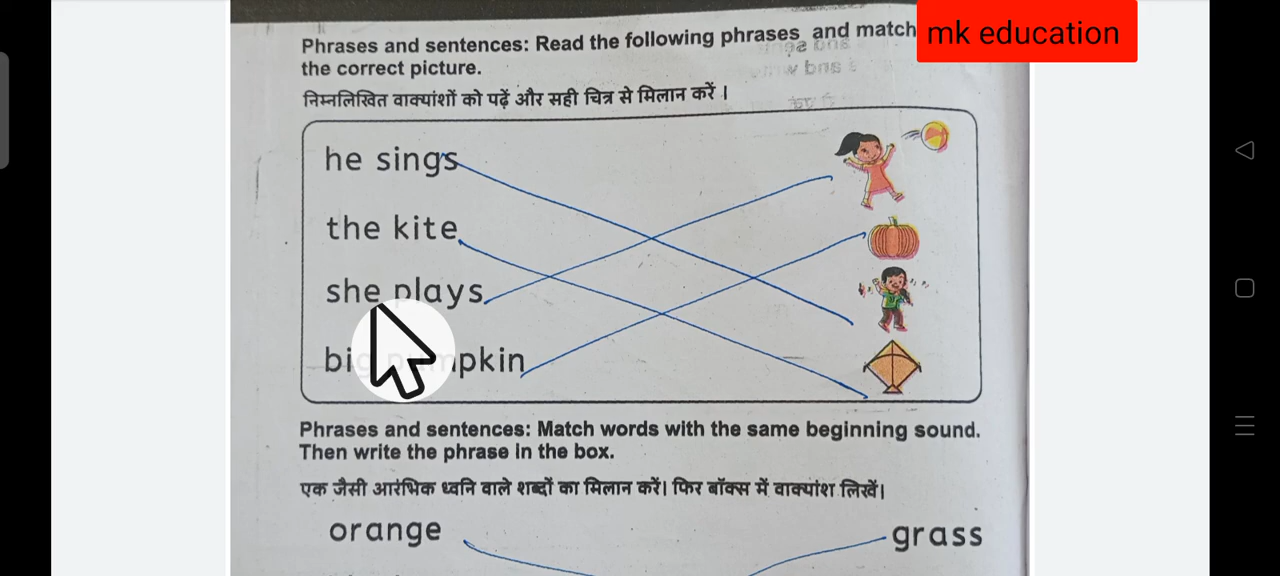 Phrases and sentences: Read the following phrases and match
the correct picture.
mk education
निम्नलिखित वाक्यांशों को पढ़ें और सही चित्र से मिलान करें ।
he sings
the kite
she plays
Phrases and sentences: Match words with the same beginning sound.
Then write the phrase in the box.
एक जैसी आरंभिक ध्वनि वाले शब्दों का मिलान करें। फिर बॉक्स में वाक्यांश लिखें।
orange
grass